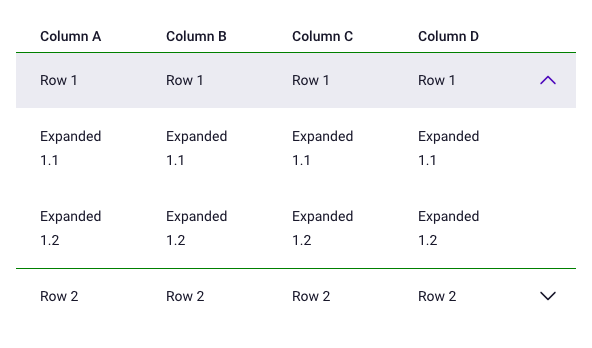 Column A Column B Column C Column D
Row 1 Row 1 Row 1 Row 1
Expanded Expanded Expanded Expanded
1.1 1.1 1.1 1.1
Expanded Expanded Expanded Expanded
1.2 1.2 1.2 1.2
Row 2 Row 2 Row 2 Row 2